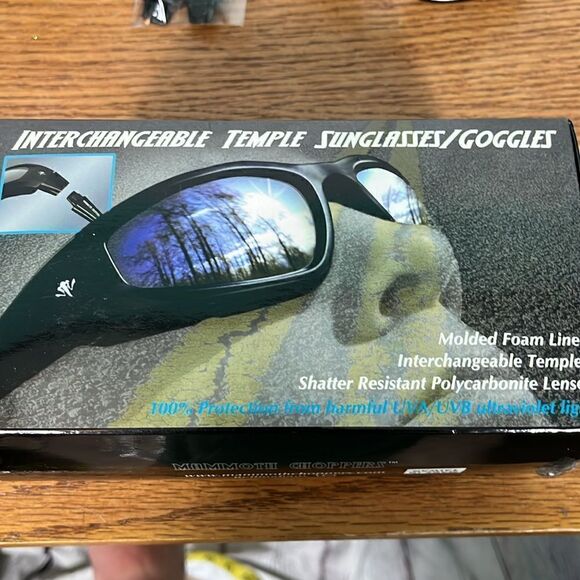 INTERCHANGEABLE TEMPLE SUNGLASSES/GOGGLES
Molded Foam Line
Interchangeable Temple
Shatter Resistant Polycarbonite Lense
100% Protection from harmful UVA/UVB ultraviolet lig
MAMMOTH CHOPPERS™